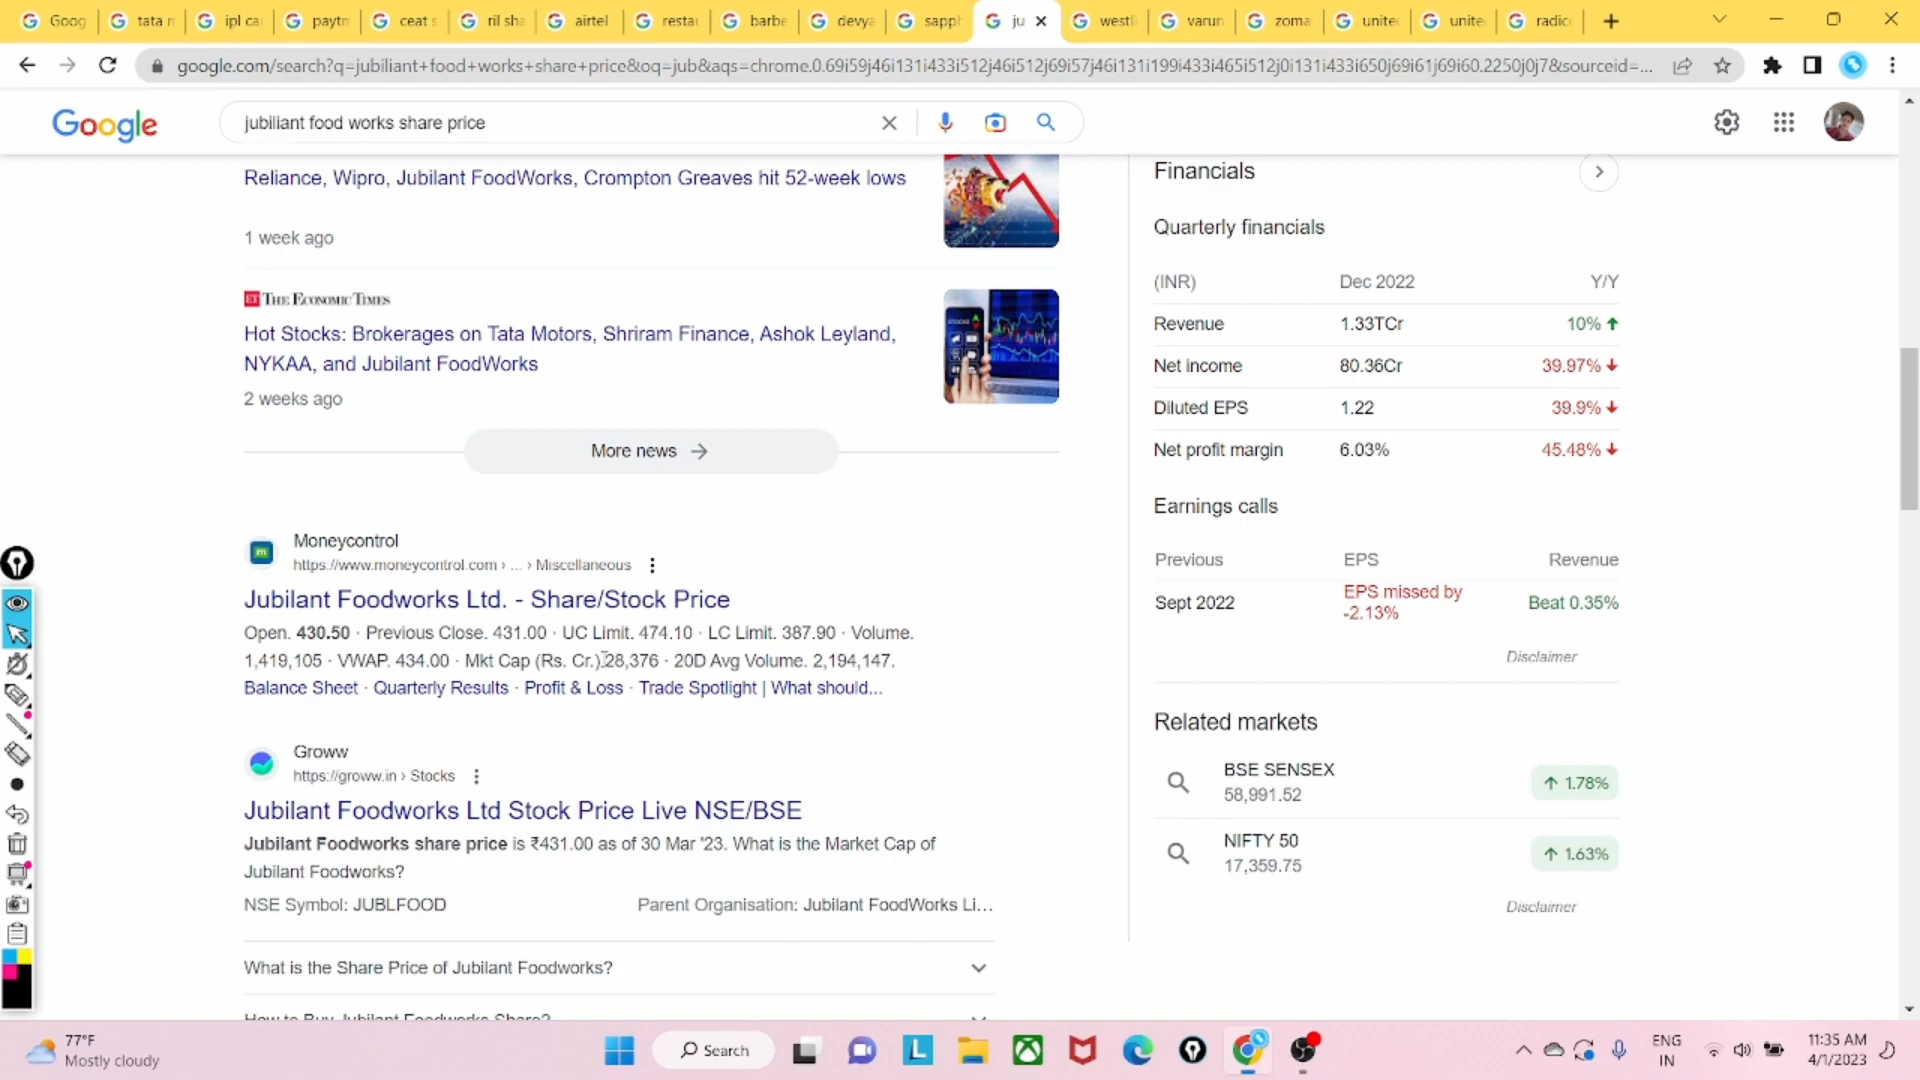 Goog
tata n
ipl ca
paytn
ceat s
ril sha
airtel
restau
barbe
devya
sapph
ju
westli
varun
zoma
unite
unite
radico
google.com/search?q=jubiliant+food+works+share+price&oq=jub&aqs=chrome.0.69i59j46i131i433i512j46i512j69i57j46i131i199i433i465i512j0i131i433i650j69i61j69i60.2250j0j7&sourceid=...
Google
jubiliant food works share price
Reliance, Wipro, Jubilant FoodWorks, Crompton Greaves hit 52-week lows
1 week ago
ET THE ECONOMIC TIMES
Hot Stocks: Brokerages on Tata Motors, Shriram Finance, Ashok Leyland,
NYKAA, and Jubilant FoodWorks
2 weeks ago
More news
Moneycontrol
https://www.moneycontrol.com › ... › Miscellaneous
Jubilant Foodworks Ltd. - Share/Stock Price
Open. 430.50 · Previous Close. 431.00 · UC Limit. 474.10 · LC Limit. 387.90 · Volume.
1,419,105 · VWAP. 434.00 · Mkt Cap (Rs. Cr.) 28,376 · 20D Avg Volume. 2,194,147.
Balance Sheet · Quarterly Results · Profit & Loss · Trade Spotlight | What should...
Groww
https://groww.in › Stocks
Jubilant Foodworks Ltd Stock Price Live NSE/BSE
Jubilant Foodworks share price is ₹431.00 as of 30 Mar '23. What is the Market Cap of
Jubilant Foodworks?
NSE Symbol: JUBLFOOD
Parent Organisation: Jubilant FoodWorks Li...
What is the Share Price of Jubilant Foodworks?
How to Buy Jubilant Foodworks Share?
Financials
Quarterly financials
(INR) Dec 2022 Y/Y
Revenue 1.33TCr 10%
Net income 80.36Cr 39.97%
Diluted EPS 1.22 39.9%
Net profit margin 6.03% 45.48%
Earnings calls
Previous EPS Revenue
Sept 2022 EPS missed by -2.13% Beat 0.35%
Disclaimer
Related markets
BSE SENSEX
58,991.52
1.78%
NIFTY 50
17,359.75
1.63%
Disclaimer
77°F
Mostly cloudy
Search
ENG
IN
11:35 AM
4/1/2023